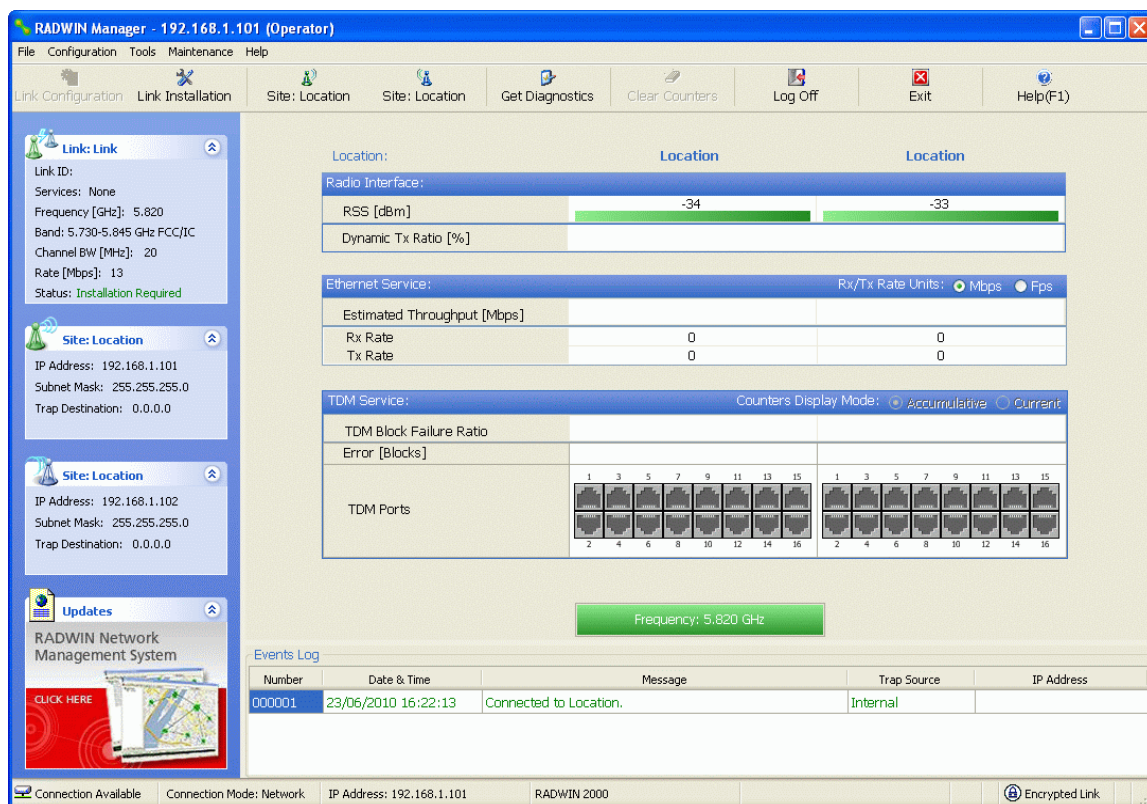 RADWIN Manager - 192.168.1.101 (Operator)
File Configuration Tools Maintenance Help
Link Configuration Link Installation Site: Location Site: Location Get Diagnostics Clear Counters Log Off Exit Help(F1)
Link: Link
Link ID:
Services: None
Frequency [GHz]: 5.820
Band: 5.730-5.845 GHz FCC/IC
Channel BW [MHz]: 20
Rate [Mbps]: 13
Status: Installation Required
Site: Location
IP Address: 192.168.1.101
Subnet Mask: 255.255.255.0
Trap Destination: 0.0.0.0
Site: Location
IP Address: 192.168.1.102
Subnet Mask: 255.255.255.0
Trap Destination: 0.0.0.0
Updates
RADWIN Network
Management System
CLICK HERE
Location: Location Location
Radio Interface:
RSS [dBm] -34 -33
Dynamic Tx Ratio [%]
Ethernet Service: Rx/Tx Rate Units: Mbps Fps
Estimated Throughput [Mbps]
Rx Rate 0 0
Tx Rate 0 0
TDM Service: Counters Display Mode: Accumulative Current
TDM Block Failure Ratio
Error [Blocks]
1 3 5 7 9 11 13 15 1 3 5 7 9 11 13 15
TDM Ports
2 4 6 8 10 12 14 16 2 4 6 8 10 12 14 16
Frequency: 5.820 GHz
Events Log
Number Date & Time Message Trap Source IP Address
000001 23/06/2010 16:22:13 Connected to Location. Internal
Connection Available Connection Mode: Network IP Address: 192.168.1.101 RADWIN 2000 Encrypted Link